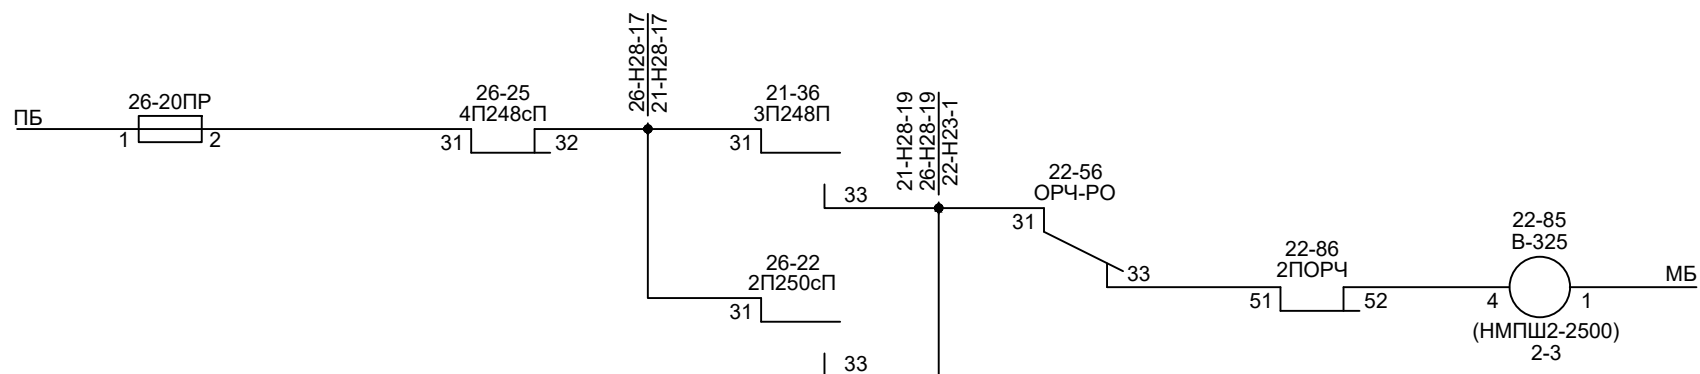 26-Н28-17
21-Н28-17
26-20ПР
26-25
4П248сП
21-36
3П248П
ПБ
1
2
31
32
31
21-Н28-19
26-Н28-19
22-Н23-1
22-56
ОРЧ-РО
33
31
22-85
В-325
26-22
2П250сП
22-86
2ПОРЧ
33
МБ
31
51
52
4
1
(НМПШ2-2500)
2-3
33